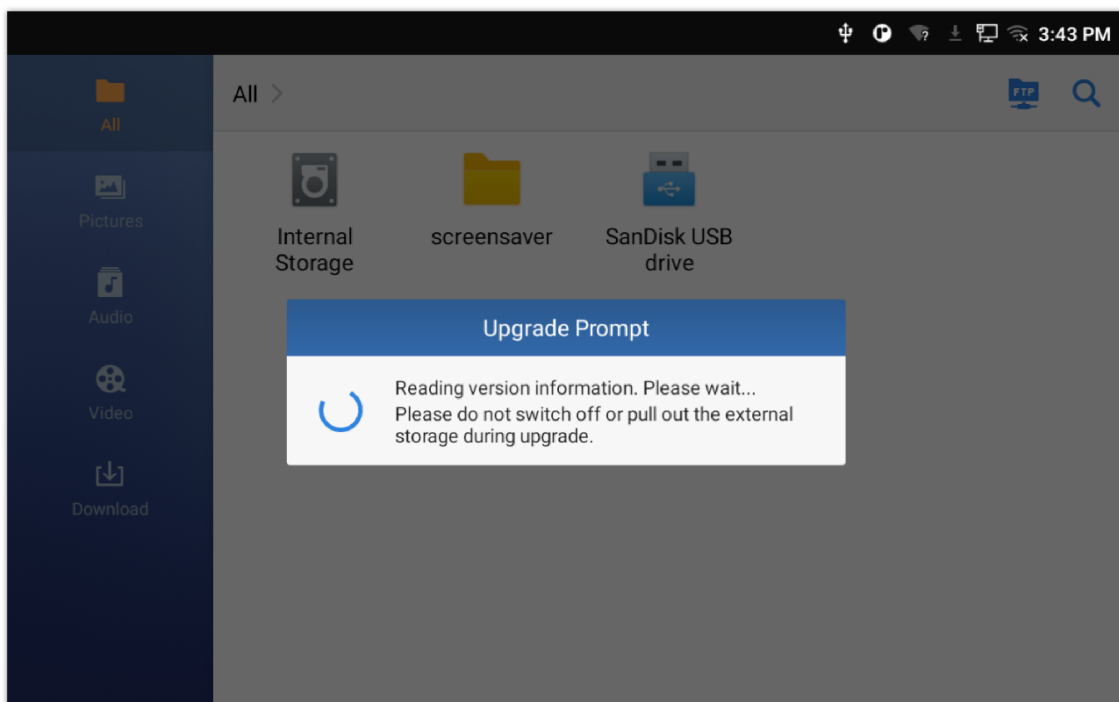 3:43 PM
All
All
FTP
Pictures
Internal
Storage
screensaver
SanDisk USB
drive
Audio
Upgrade Prompt
Reading version information. Please wait...
Please do not switch off or pull out the external
storage during upgrade.
Video
Download